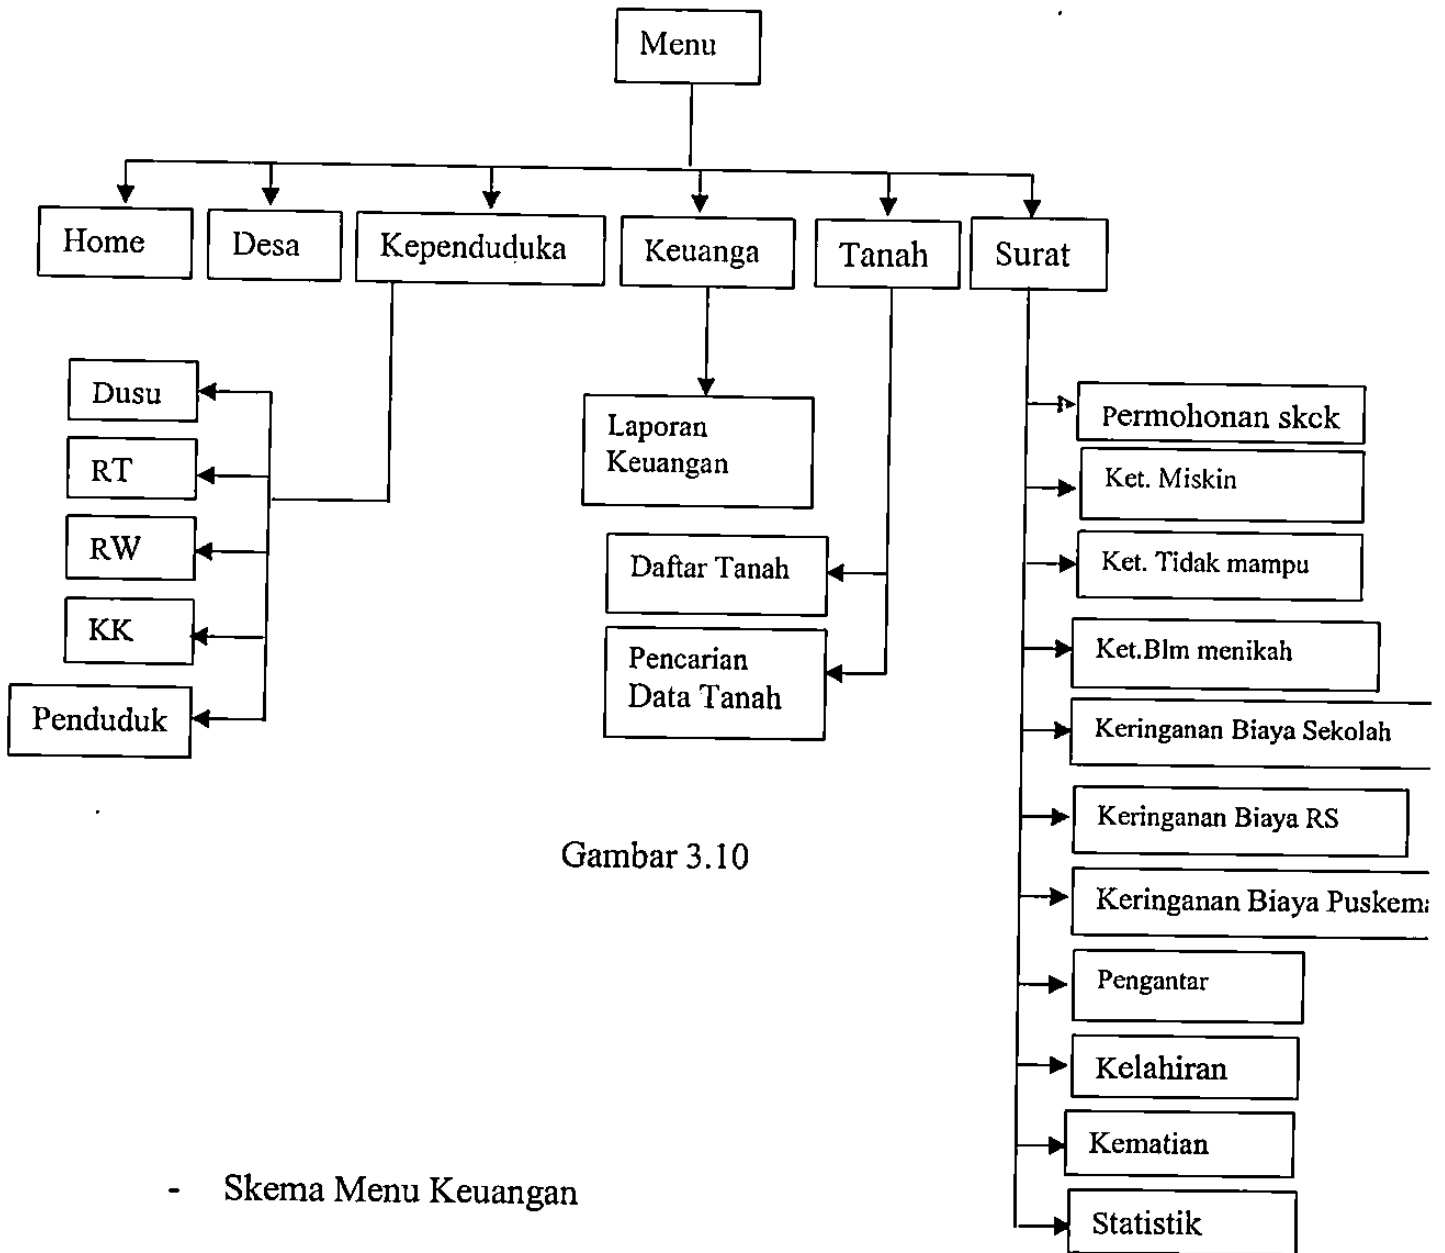 Menu
Home
Desa
Kependuduka
Keuanga
Tanah
Surat
Dusu
RT
RW
KK
Penduduk
Laporan
Keuangan
Daftar Tanah
Pencarian
Data Tanah
Permohonan skck
Ket. Miskin
Ket. Tidak mampu
Ket.Blm menikah
Keringanan Biaya Sekolah
Keringanan Biaya RS
Keringanan Biaya Puskema
Pengantar
Kelahiran
Kematian
Statistik
Gambar 3.10
- Skema Menu Keuangan